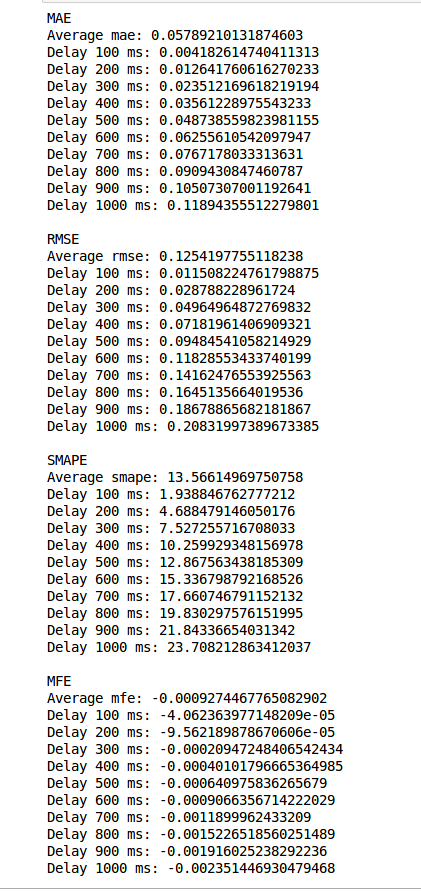 MAE
Average mae: 0.05789210131874603
Delay 100 ms: 0.004182614740411313
Delay 200 ms: 0.012641760616270233
Delay 300 ms: 0.023512169618219194
Delay 400 ms: 0.03561228975543233
Delay 500 ms: 0.048738559823981155
Delay 600 ms: 0.06255610542097947
Delay 700 ms: 0.0767178033313631
Delay 800 ms: 0.0909430847460787
Delay 900 ms: 0.10507307001192641
Delay 1000 ms: 0.11894355512279801
RMSE
Average rmse: 0.1254197755118238
Delay 100 ms: 0.011508224761798875
Delay 200 ms: 0.028788228961724
Delay 300 ms: 0.04964964872769832
Delay 400 ms: 0.07181961406909321
Delay 500 ms: 0.09484541058214929
Delay 600 ms: 0.11828553433740199
Delay 700 ms: 0.14162476553925563
Delay 800 ms: 0.1645135664019536
Delay 900 ms: 0.18678865682181867
Delay 1000 ms: 0.20831997389673385
SMAPE
Average smape: 13.56614969750758
Delay 100 ms: 1.938846762777212
Delay 200 ms: 4.688479146050176
Delay 300 ms: 7.527255716708033
Delay 400 ms: 10.259929348156978
Delay 500 ms: 12.867563438185309
Delay 600 ms: 15.336798792168526
Delay 700 ms: 17.660746791152132
Delay 800 ms: 19.830297576151995
Delay 900 ms: 21.84336654031342
Delay 1000 ms: 23.708212863412037
MFE
Average mfe: -0.0009274467765082902
Delay 100 ms: -4.062363977148209e-05
Delay 200 ms: -9.562189878670606e-05
Delay 300 ms: -0.00020947248406542434
Delay 400 ms: -0.00040101796665364985
Delay 500 ms: -0.000640975836265679
Delay 600 ms: -0.0009066356714222029
Delay 700 ms: -0.0011899962433209
Delay 800 ms: -0.0015226518560251489
Delay 900 ms: -0.001916025238292236
Delay 1000 ms: -0.002351446930479468